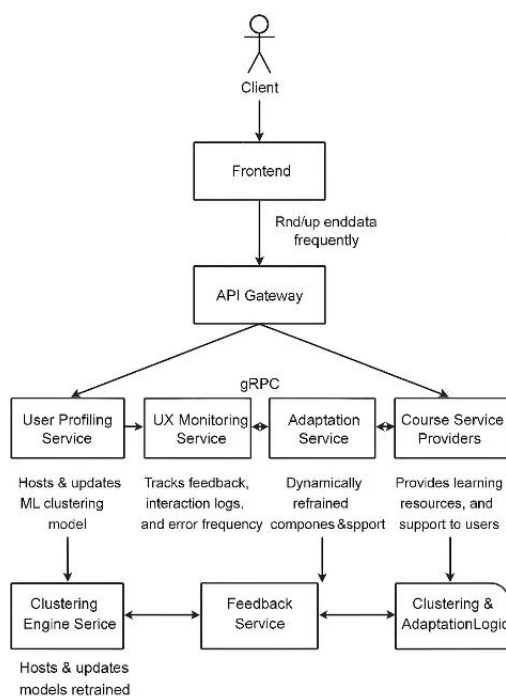 Client
Frontend
Rnd/up enddata
frequently
API Gateway
gRPC
User Profiling
Service
UX Monitoring
Service
Adaptation
Service
Course Service
Providers
Hosts & updates
ML clustering
model
Tracks feedback,
interaction logs,
and error frequency
Dynamically
refrained
compones &spport
Provides learning
resources, and
support to users
Clustering
Engine Serice
Feedback
Service
Clustering &
AdaptationLogic
Hosts & updates
models retrained